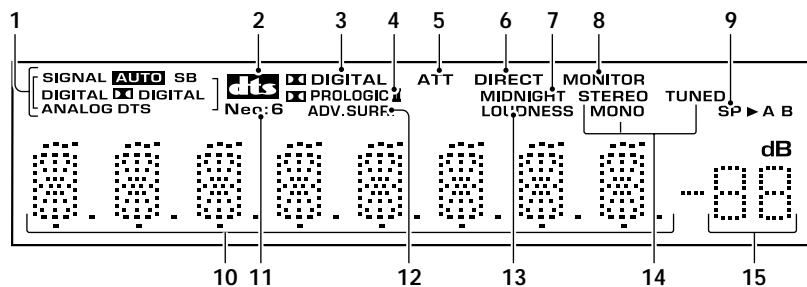 1 2 3 4 5 6 7 8 9
SIGNAL AUTO SB dts DIGITAL ATT DIRECT MONITOR
DIGITAL DIGITAL PROLOGIC II MIDNIGHT STEREO TUNED
ANALOG DTS Neo:6 ADV.SURR. LOUDNESS MONO SP ► A B
dB
10 11 12 13 14 15